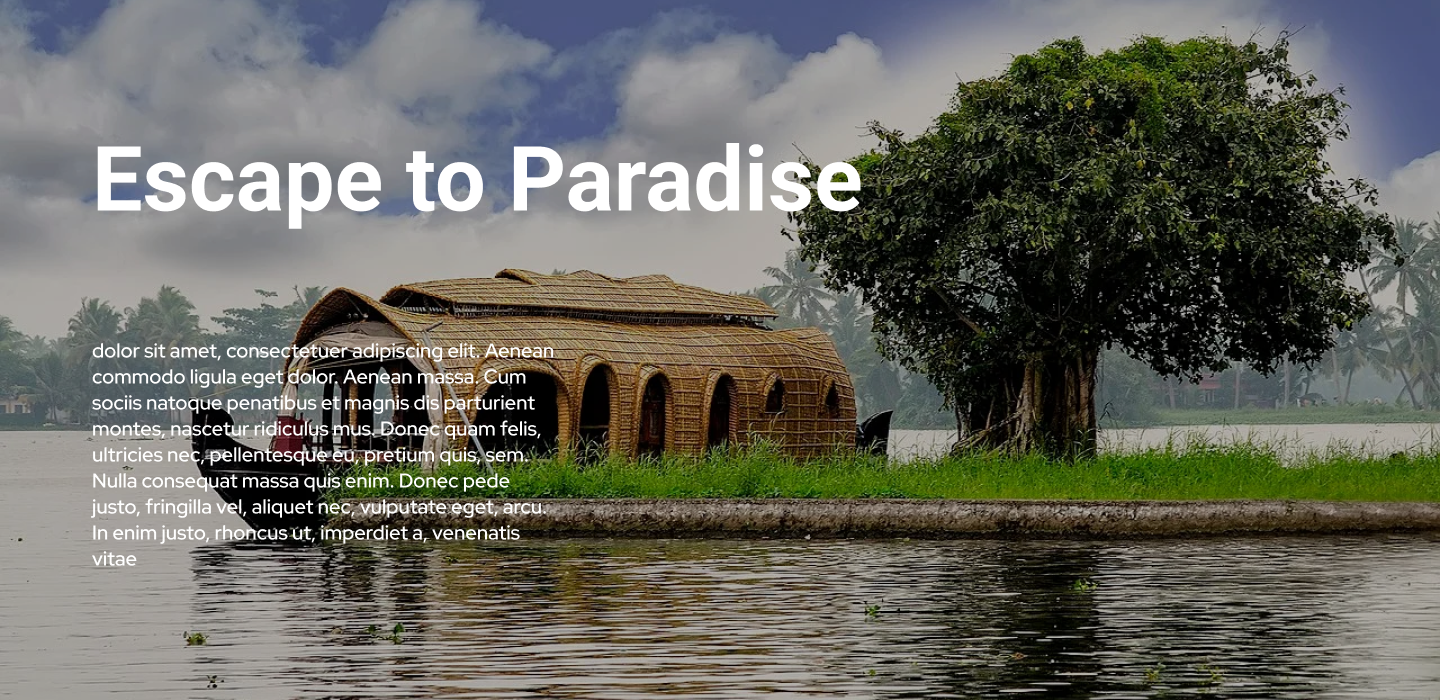 Escape to Paradise
dolor sit amet, consectetuer adipiscing elit. Aenean
commodo ligula eget dolor. Aenean massa. Cum
sociis natoque penatibus et magnis dis parturient
montes, nascetur ridiculus mus. Donec quam felis,
ultricies nec, pellentesque eu, pretium quis, sem.
Nulla consequat massa quis enim. Donec pede
justo, fringilla vel, aliquet nec, vulputate eget, arcu.
In enim justo, rhoncus ut, imperdiet a, venenatis
vitae